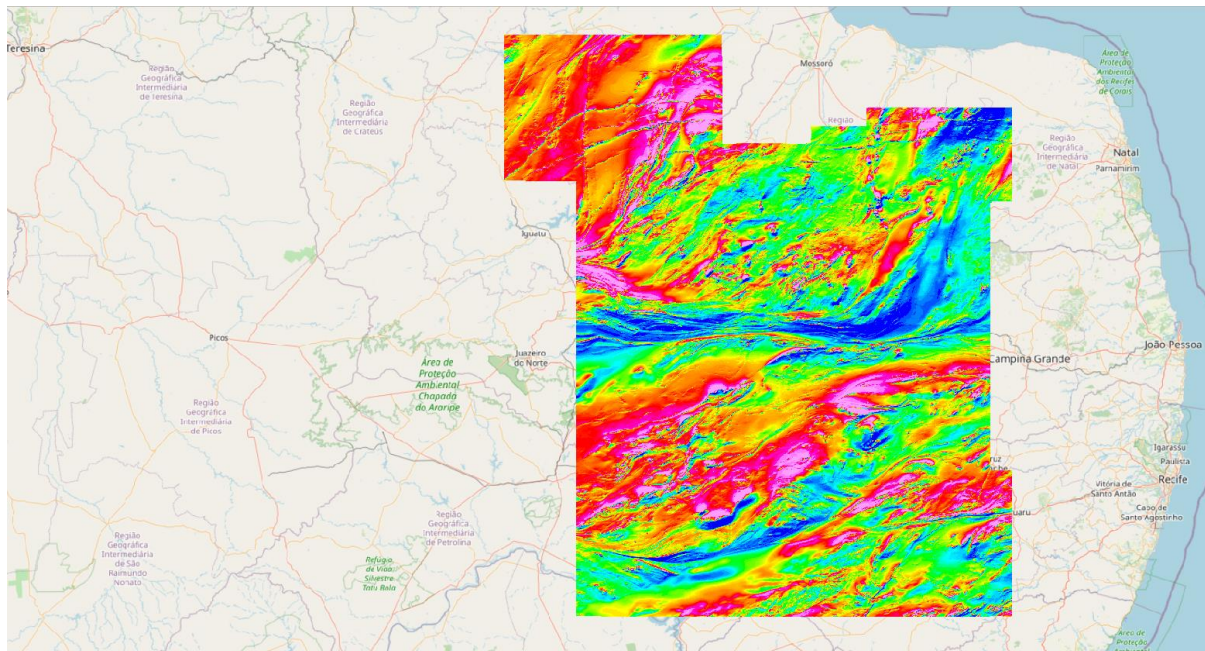 Teresina
Região
Geográfica
Intermediária
de Teresina
Região
Geográfica
Intermediária
de Crateús
Mossoró
Região
Área de
Proteção
Ambiental
dos Recifes
de Corais
Região
Geográfica
Intermediária
de Natal
Natal
Parnamirim
Iguatu
Picos
Juazeiro
do Norte
Área de
Proteção
Ambiental
Chapada
do Araripe
Campina Grande
João Pessoa
Região
Geográfica
Intermediária
de Picos
Igarassu
Paulista
Recife
Vitória de
Santo Antão
Cabo de
Santo Agostinho
Região
Geográfica
Intermediária
de Petrolina
Região
Geográfica
Intermediária
de São
Raimundo
Nonato
Refúgio
de Vida
Silvestre
Tatu Bola
Área de
Proteção